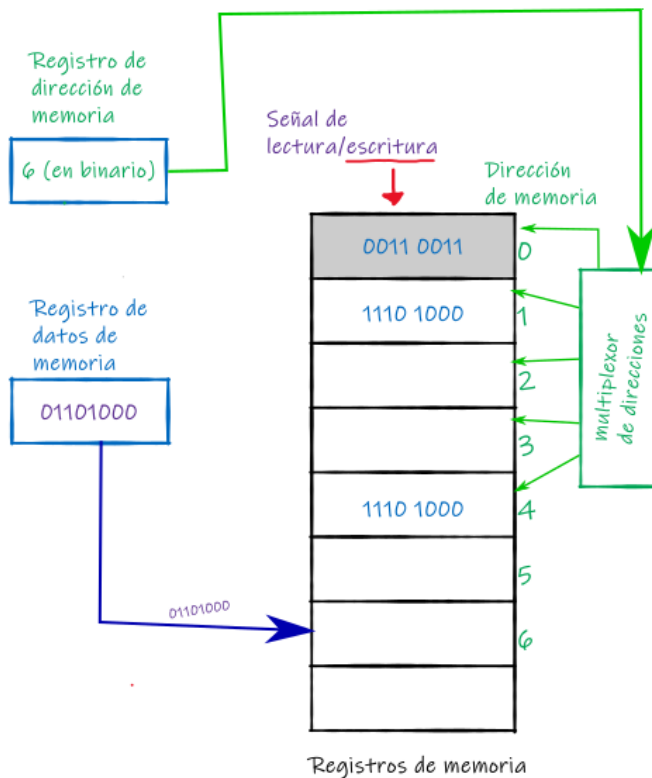 Registro de
dirección de
memoria
6 (en binario)
Señal de
lectura/escritura
Dirección
de memoria
0011 0011
0
1110 1000
1
2
3
1110 1000
4
5
6
multiplexor
de direcciones
Registro de
datos de
memoria
01101000
01101000
Registros de memoria